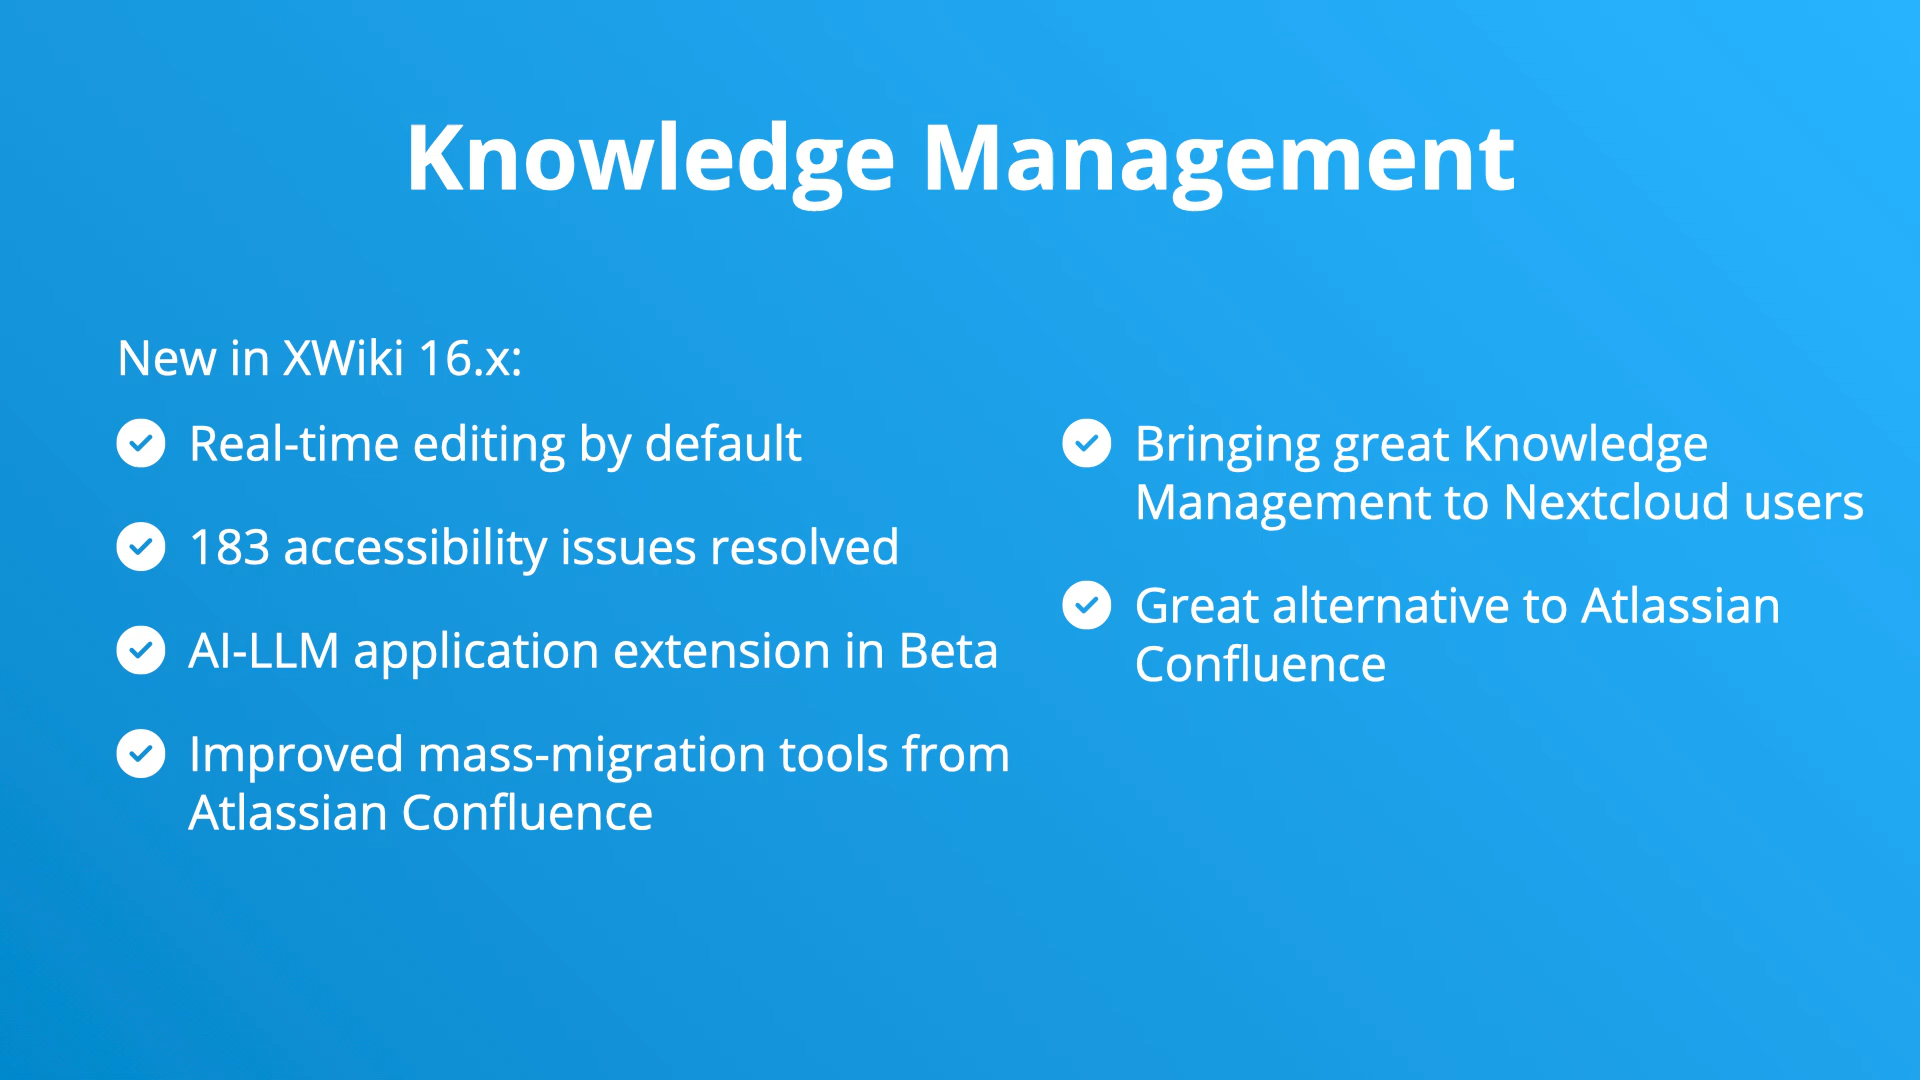 Knowledge Management
New in XWiki 16.x:
Real-time editing by default
183 accessibility issues resolved
AI-LLM application extension in Beta
Improved mass-migration tools from
Atlassian Confluence
Bringing great Knowledge
Management to Nextcloud users
Great alternative to Atlassian
Confluence